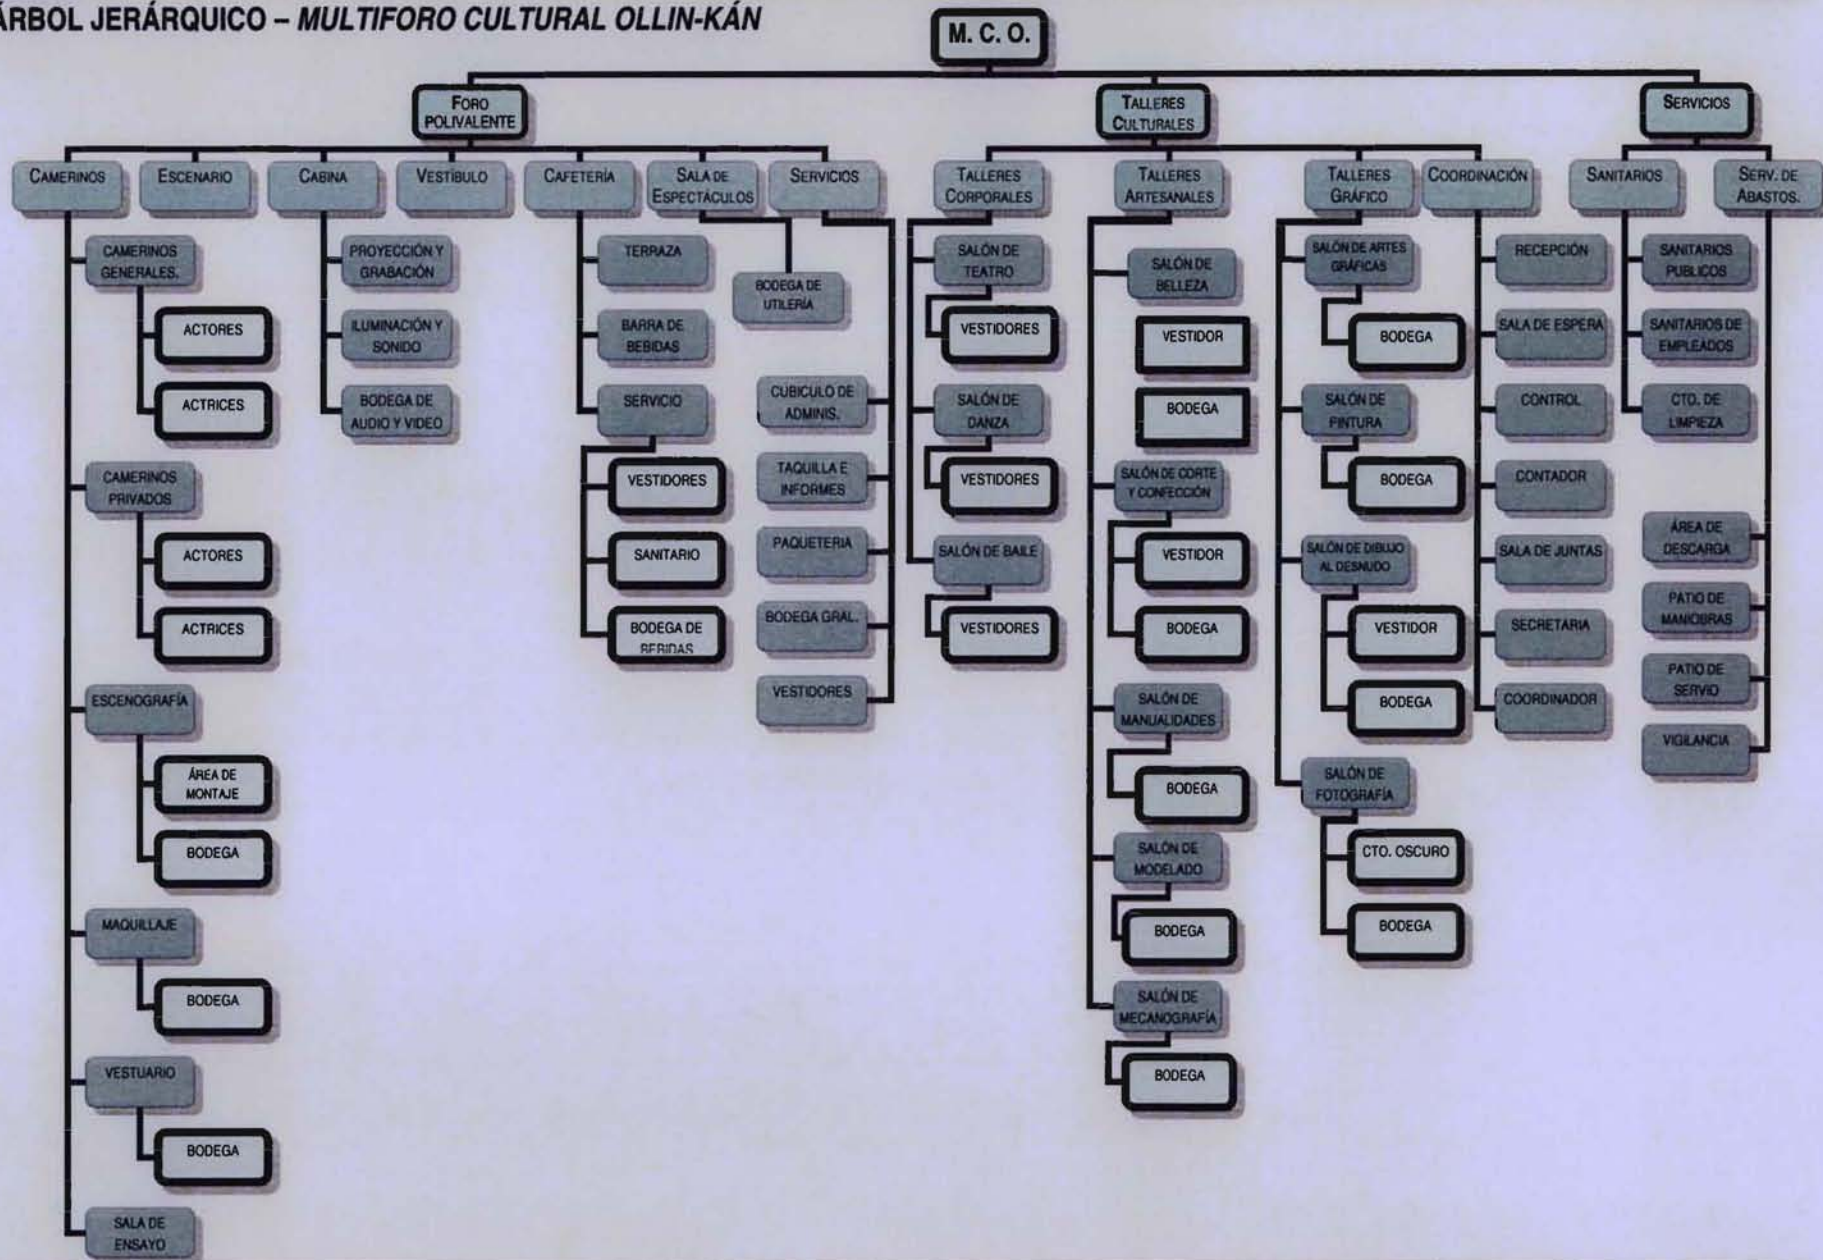 ÁRBOL JERÁRQUICO – MULTIFORO CULTURAL OLLIN-KÁN
M. C. O.
FORO
POLIVALENTE
TALLERES
CULTURALES
SERVICIOS
CAMERINOS
ESCENARIO
CABINA
VESTÍBULO
CAFETERÍA
SALA DE
ESPECTÁCULOS
SERVICIOS
TALLERES
CORPORALES
TALLERES
ARTESANALES
TALLERES
GRÁFICO
COORDINACIÓN
SANITARIOS
SERV. DE
ABASTOS.
CAMERINOS
GENERALES.
ACTORES
ACTRICES
CAMERINOS
PRIVADOS
ACTORES
ACTRICES
ESCENOGRAFÍA
ÁREA DE
MONTAJE
BODEGA
MAQUILLAJE
BODEGA
VESTUARIO
BODEGA
SALA DE
ENSAYO
PROYECCIÓN Y
GRABACIÓN
ILUMINACIÓN Y
SONIDO
BODEGA DE
AUDIO Y VIDEO
TERRAZA
BARRA DE
BEBIDAS
SERVICIO
VESTIDORES
SANITARIO
BODEGA DE
BEBIDAS
BODEGA DE
UTILERÍA
CUBICULO DE
ADMINIS.
TAQUILLA E
INFORMES
PAQUETERIA
BODEGA GRAL.
VESTIDORES
SALÓN DE
TEATRO
VESTIDORES
SALÓN DE
DANZA
VESTIDORES
SALÓN DE BAILE
VESTIDORES
SALÓN DE
BELLEZA
VESTIDOR
BODEGA
SALÓN DE CORTE
Y CONFECCIÓN
VESTIDOR
BODEGA
SALÓN DE
MANUALIDADES
BODEGA
SALÓN DE
MODELADO
BODEGA
SALÓN DE
MECANOGRAFÍA
BODEGA
SALÓN DE ARTES
GRÁFICAS
BODEGA
SALÓN DE
PINTURA
BODEGA
SALÓN DE DIBUJO
AL DESNUDO
VESTIDOR
BODEGA
SALÓN DE
FOTOGRAFÍA
CTO. OSCURO
BODEGA
RECEPCIÓN
SALA DE ESPERA
CONTROL
CONTADOR
SALA DE JUNTAS
SECRETARIA
COORDINADOR
SANITARIOS
PUBLICOS
SANITARIOS DE
EMPLEADOS
CTO. DE
LIMPIEZA
ÁREA DE
DESCARGA
PATIO DE
MANIOBRAS
PATIO DE
SERVIO
VIGILANCIA